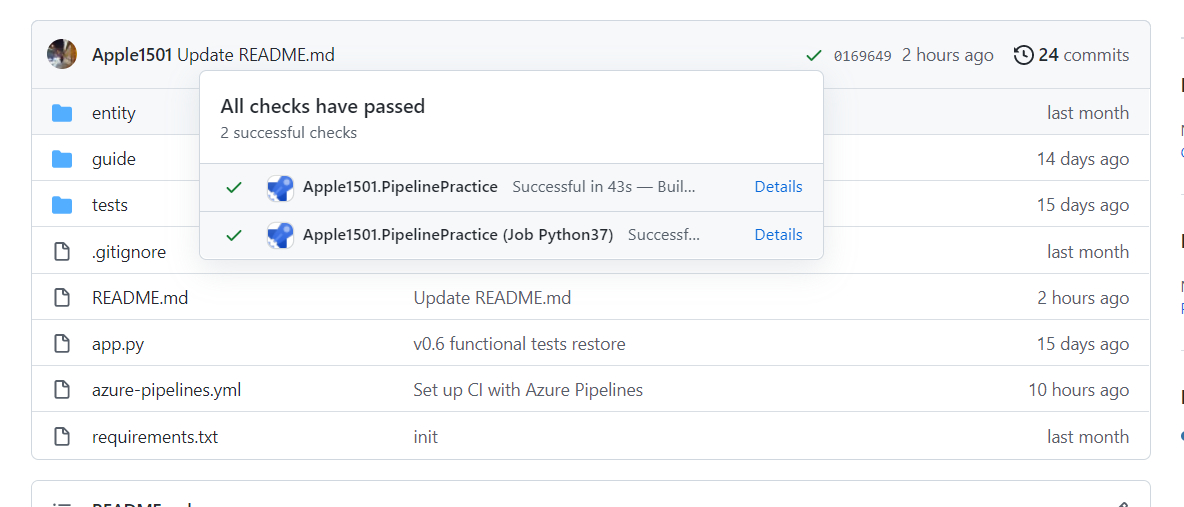 Apple1501 Update README.md 0169649 2 hours ago 24 commits
All checks have passed
2 successful checks
Apple1501.PipelinePractice Successful in 43s — Buil... Details
Apple1501.PipelinePractice (Job Python37) Successf... Details
entity last month
guide 14 days ago
tests 15 days ago
.gitignore last month
README.md Update README.md 2 hours ago
app.py v0.6 functional tests restore 15 days ago
azure-pipelines.yml Set up CI with Azure Pipelines 10 hours ago
requirements.txt init last month